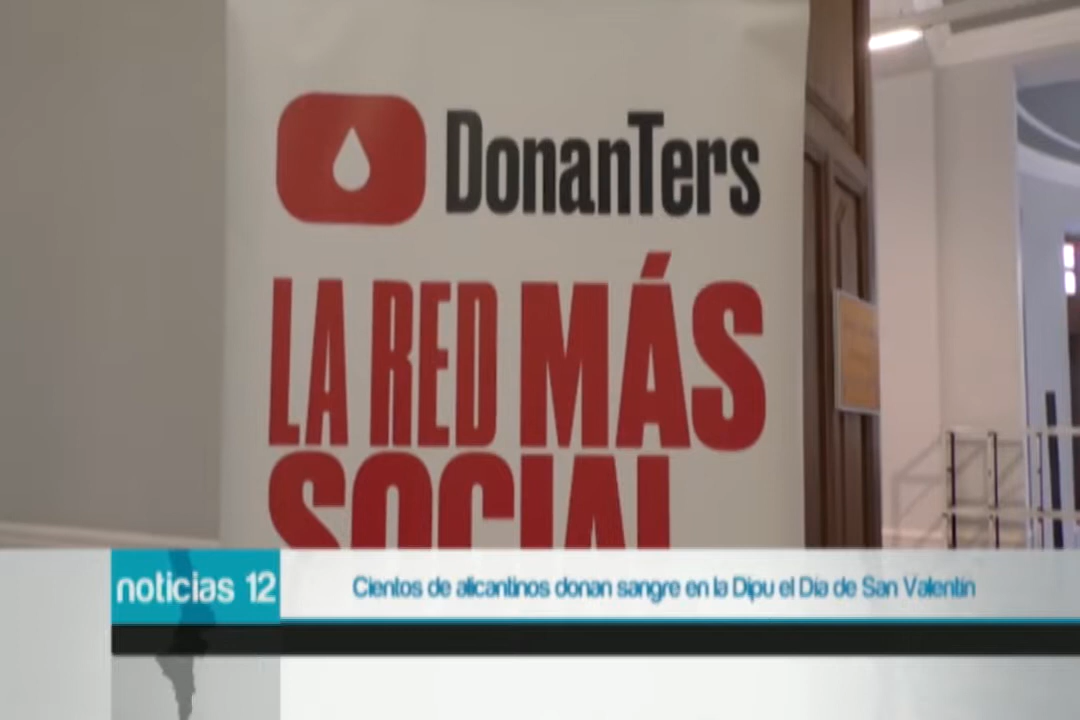 DonanTers
LA RED MÁS
SOCIAL
noticias 12
Cientos de alicantinos donan sangre en la Dipu el Día de San Valentín